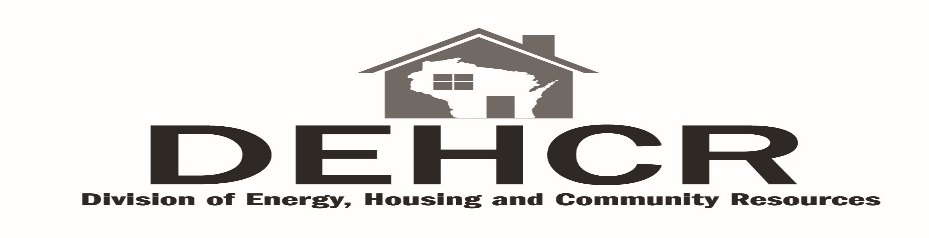 DEHCR
Division of Energy, Housing and Community Resources